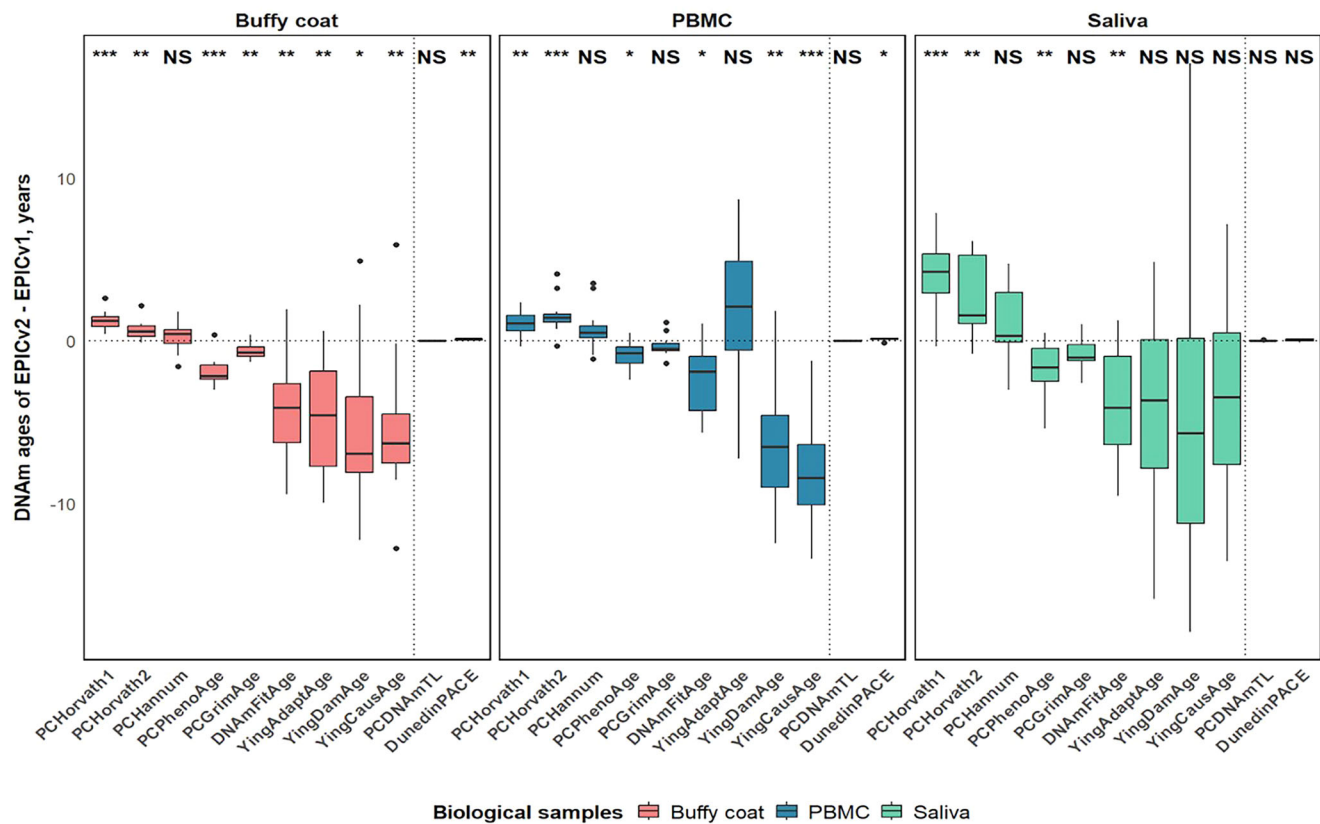 Buffy coat PBMC Saliva
*** ** NS *** ** ** ** * ** NS ** ** *** NS * NS * NS ** *** NS * *** ** NS ** NS ** NS NS NS NS NS
DNAm ages of EPICv2 - EPICv1, years
10
0
-10
PCHorvath1 PCHorvath2 PCHannum PCPhenoAge PCGrimAge DNAmFitAge YingAdaptAge YingDamAge YingCausAge PCDNAmTL DunedinPACE PCHorvath1 PCHorvath2 PCHannum PCPhenoAge PCGrimAge DNAmFitAge YingAdaptAge YingDamAge YingCausAge PCDNAmTL DunedinPACE PCHorvath1 PCHorvath2 PCHannum PCPhenoAge PCGrimAge DNAmFitAge YingAdaptAge YingDamAge YingCausAge PCDNAmTL DunedinPACE
Biological samples Buffy coat PBMC Saliva